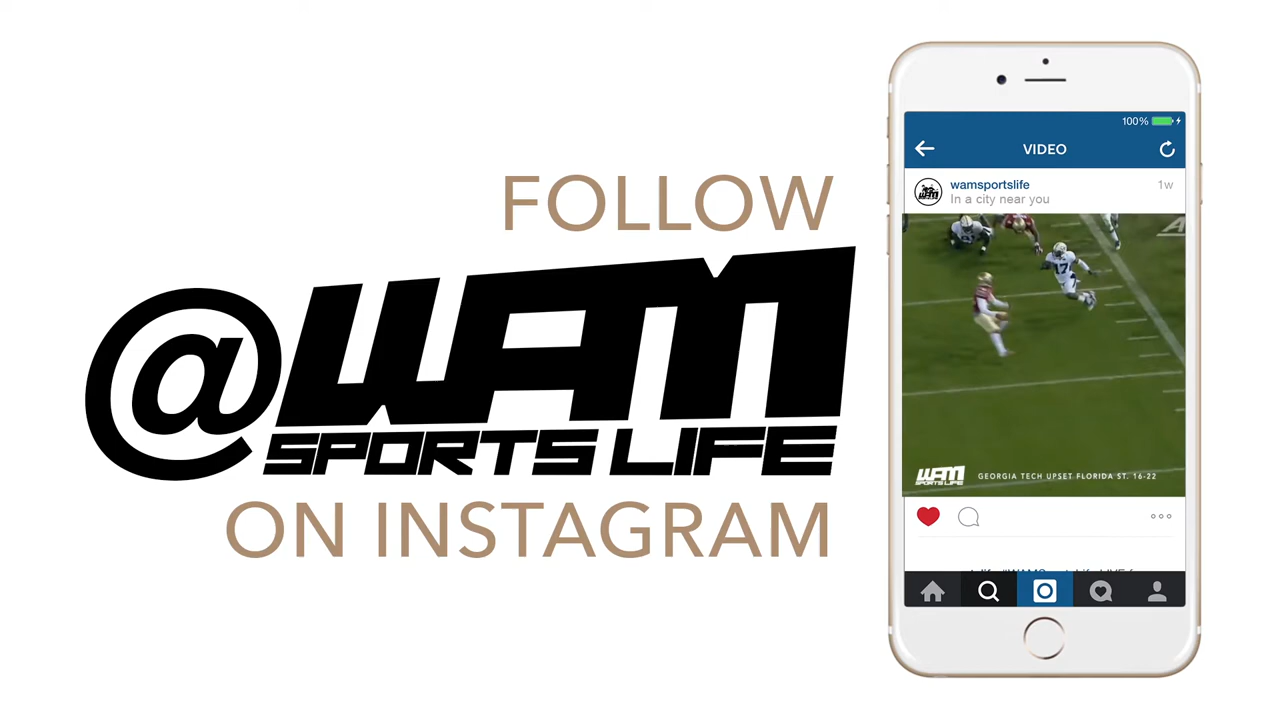 FOLLOW
@WAM
SPORTS LIFE
ON INSTAGRAM
100%
VIDEO
wamsportslife
1w
In a city near you
17
WAM
SPORTS LIFE
GEORGIA TECH UPSET FLORIDA ST. 16-22